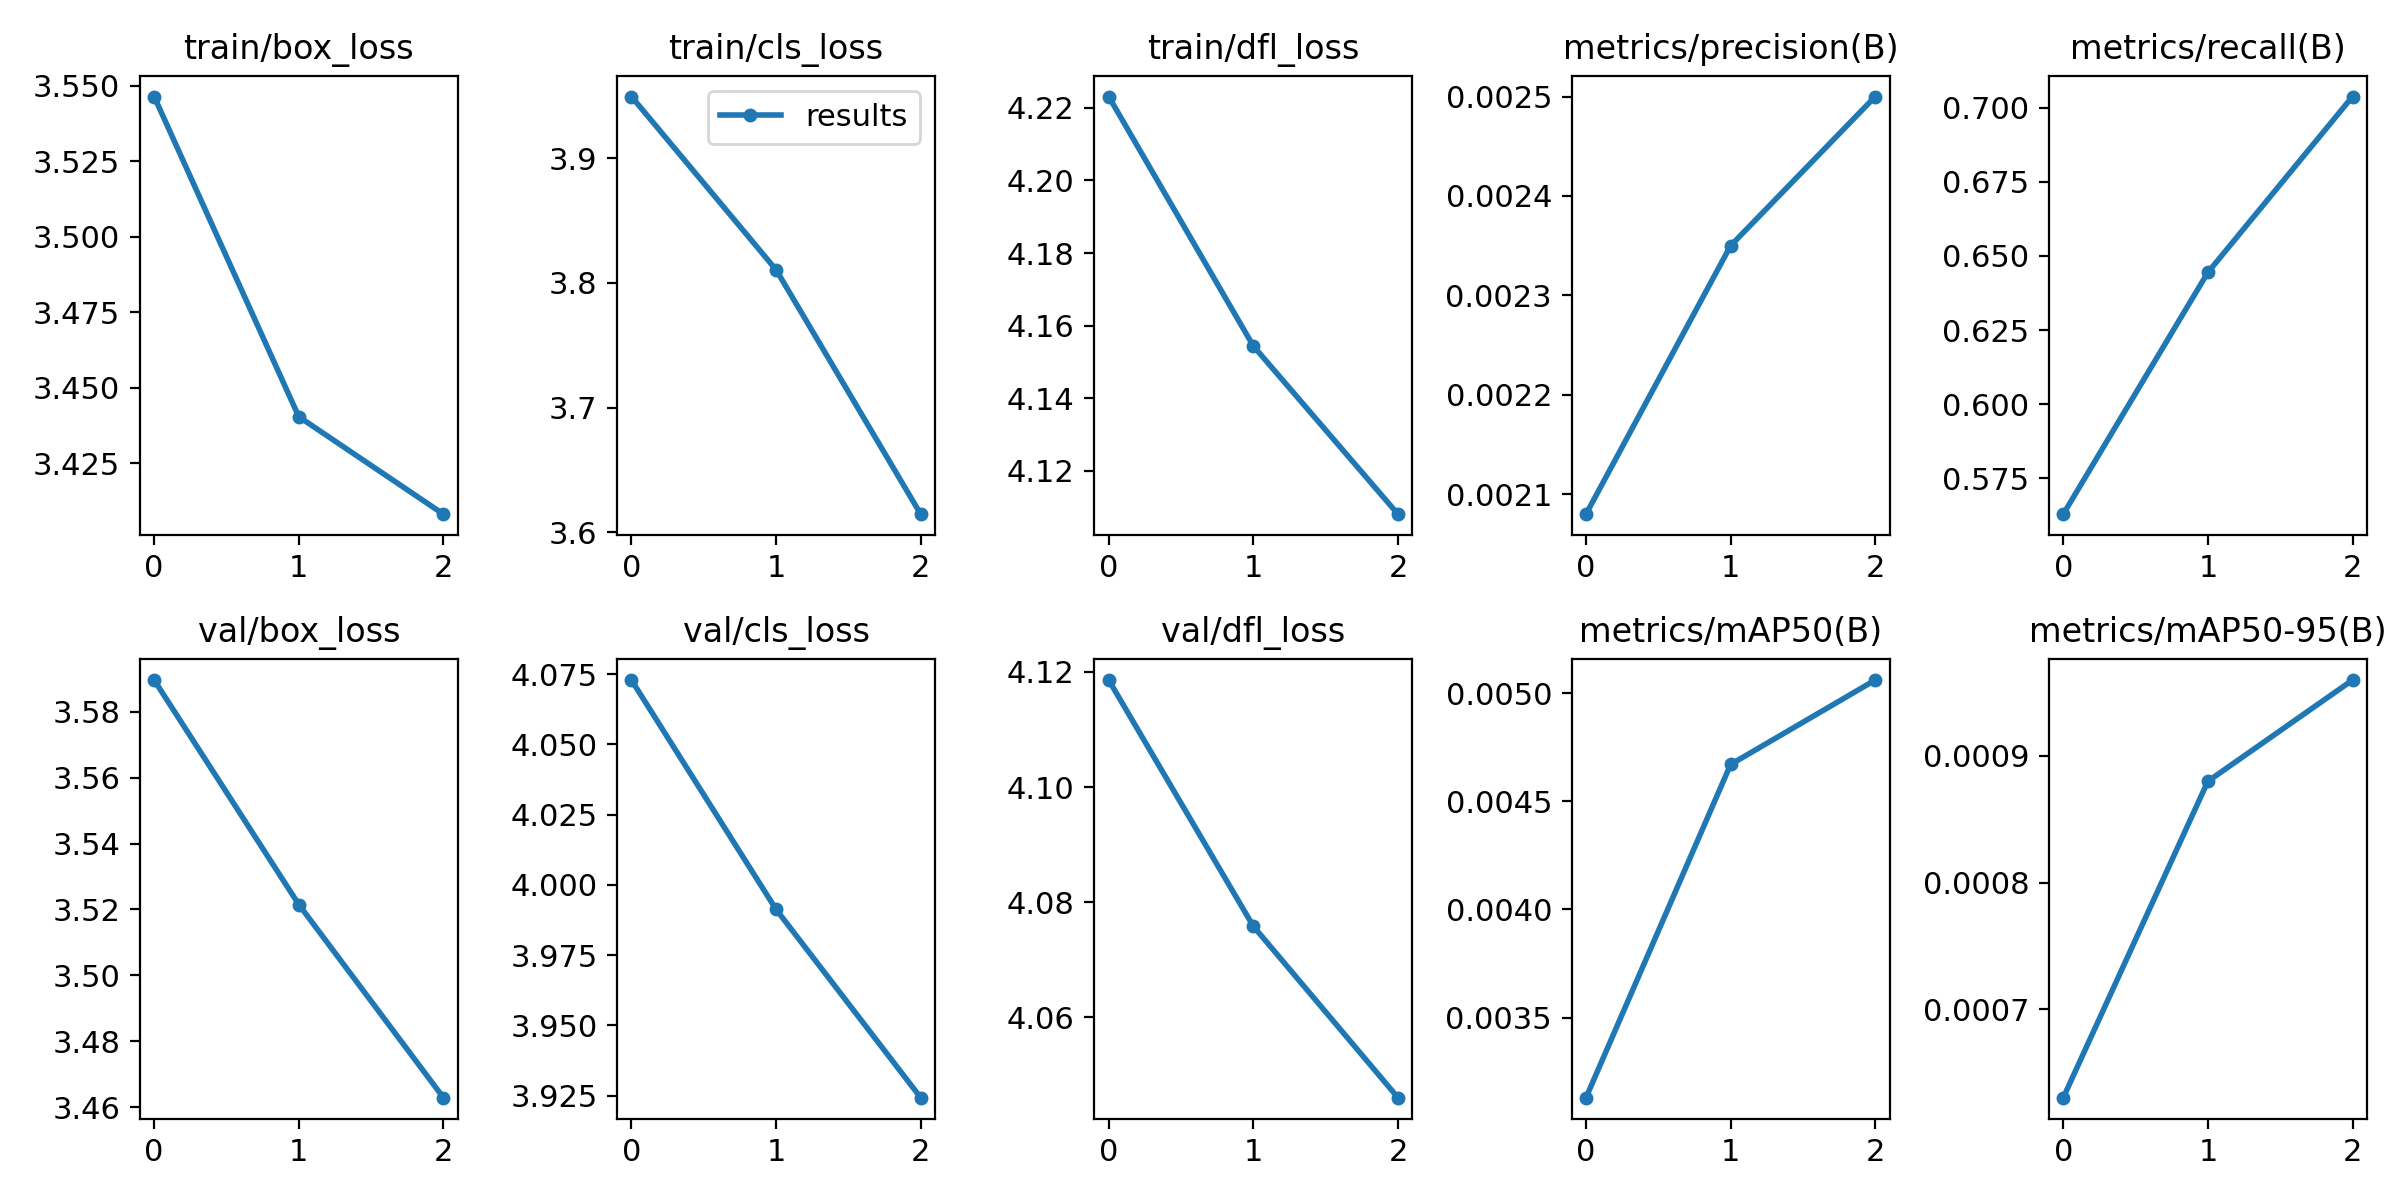 train/box_loss
3.550
3.525
3.500
3.475
3.450
3.425
0 1 2
train/cls_loss
results
3.9
3.8
3.7
3.6
0 1 2
train/dfl_loss
4.22
4.20
4.18
4.16
4.14
4.12
0 1 2
metrics/precision(B)
0.0025
0.0024
0.0023
0.0022
0.0021
0 1 2
metrics/recall(B)
0.700
0.675
0.650
0.625
0.600
0.575
0 1 2
val/box_loss
3.58
3.56
3.54
3.52
3.50
3.48
3.46
0 1 2
val/cls_loss
4.075
4.050
4.025
4.000
3.975
3.950
3.925
0 1 2
val/dfl_loss
4.12
4.10
4.08
4.06
0 1 2
metrics/mAP50(B)
0.0050
0.0045
0.0040
0.0035
0 1 2
metrics/mAP50-95(B)
0.0009
0.0008
0.0007
0 1 2